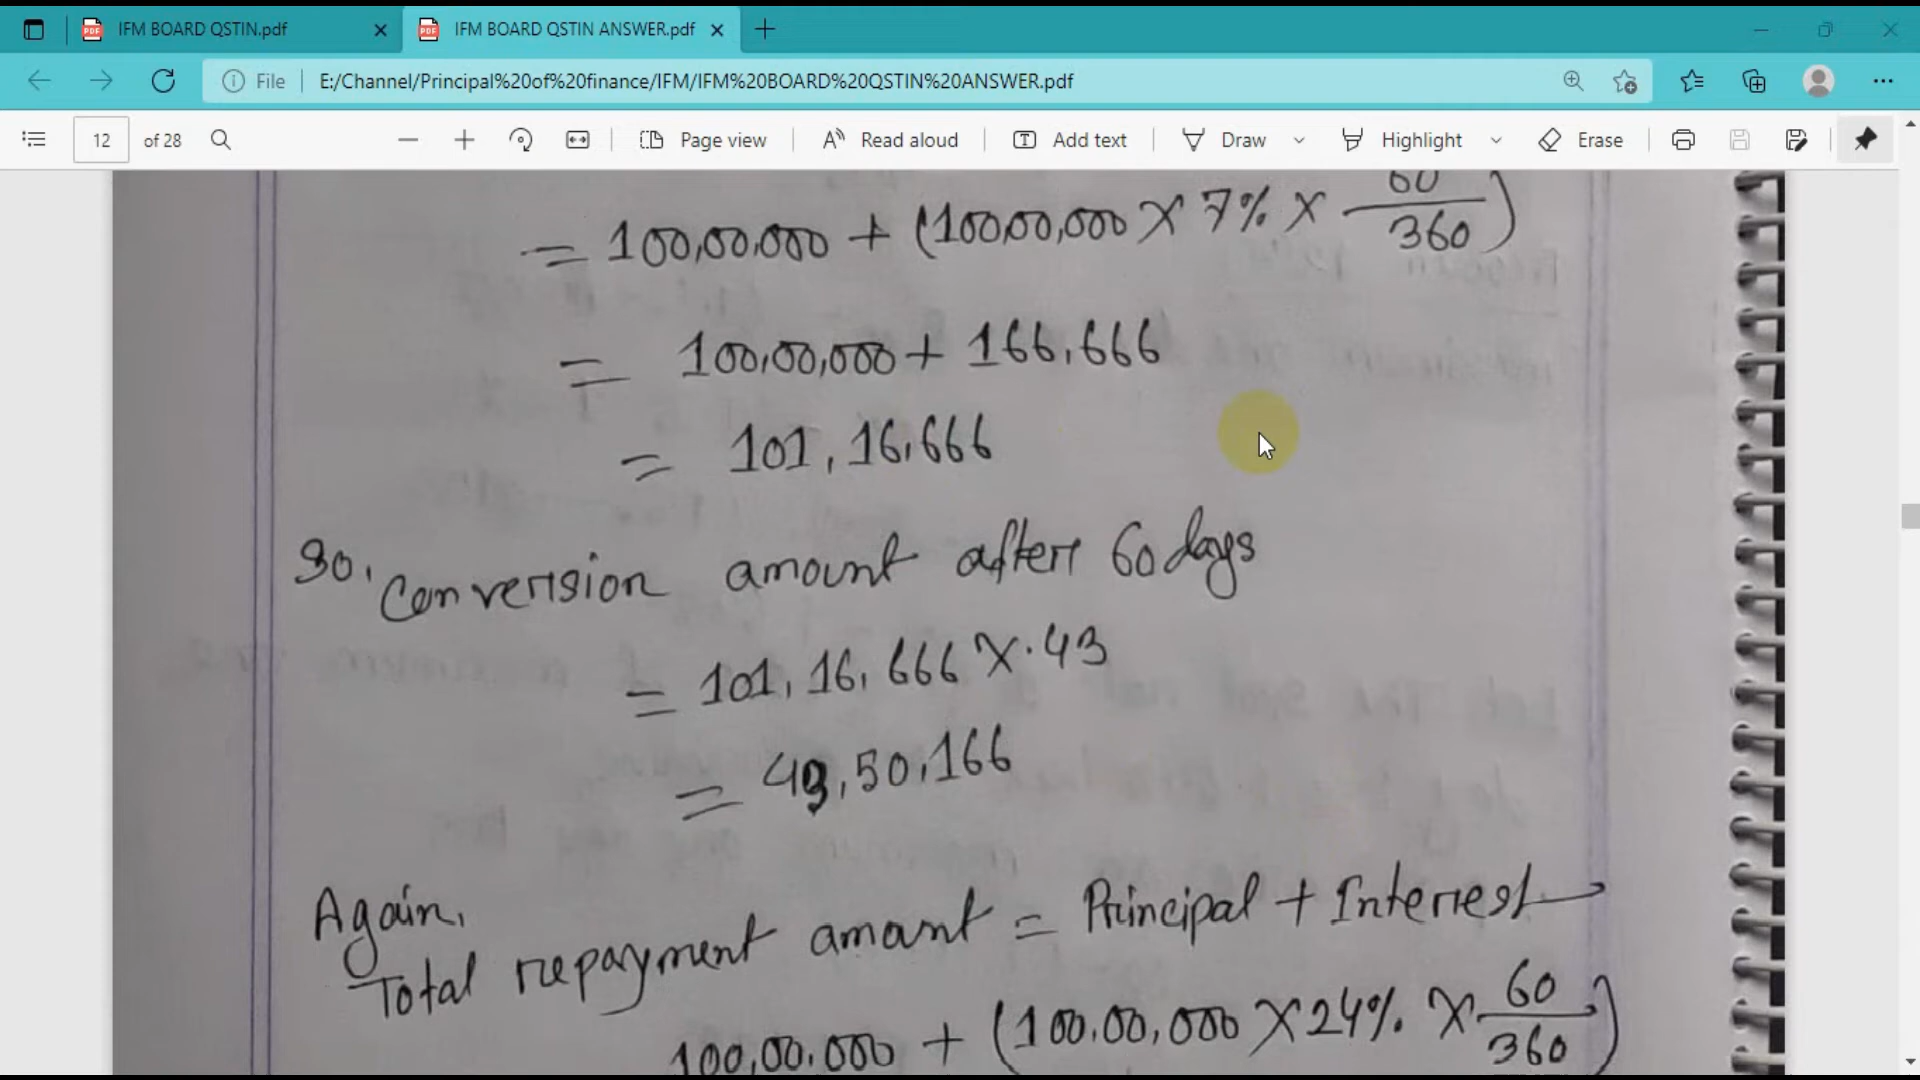 IFM BOARD QSTIN.pdf
IFM BOARD QSTIN ANSWER.pdf
File E:/Channel/Principal%20of%20finance/IFM/IFM%20BOARD%20QSTIN%20ANSWER.pdf
12 of 28 Page view Read aloud Add text Draw Highlight Erase
= 100,00,000 + (100,00,000 X 7% X 60/360)
= 100,00,000 + 166,666
= 101,16,666
so, Conversion amount after 60 days
= 101,16,666 X .43
= 43,50,166
Again,
Total repayment amount = Principal + Interest
100,00,000 + (100,00,000 X 24% X 60/360)